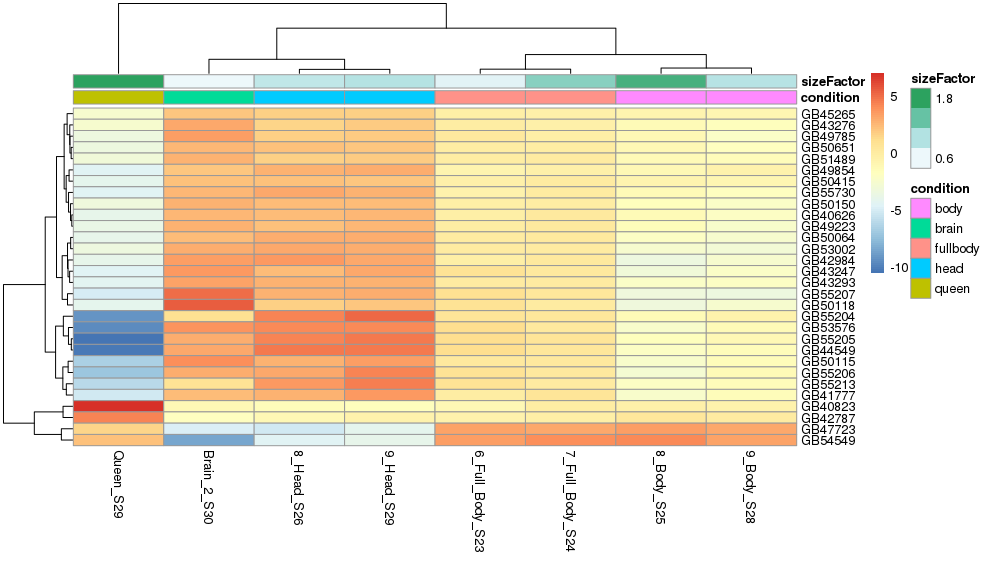 sizeFactor
condition
GB45265
GB43276
GB49785
GB50651
GB51489
GB49854
GB50415
GB55730
GB50150
GB40626
GB49223
GB50064
GB53002
GB42984
GB43247
GB43293
GB55207
GB50118
GB55204
GB53576
GB55205
GB44549
GB50115
GB55206
GB55213
GB41777
GB40823
GB42787
GB47723
GB54549
Queen_S29
Brain_2_S30
8_Head_S26
9_Head_S29
6_Full_Body_S23
7_Full_Body_S24
8_Body_S25
9_Body_S28
5
0
-5
-10
sizeFactor
1.8
0.6
condition
body
brain
fullbody
head
queen